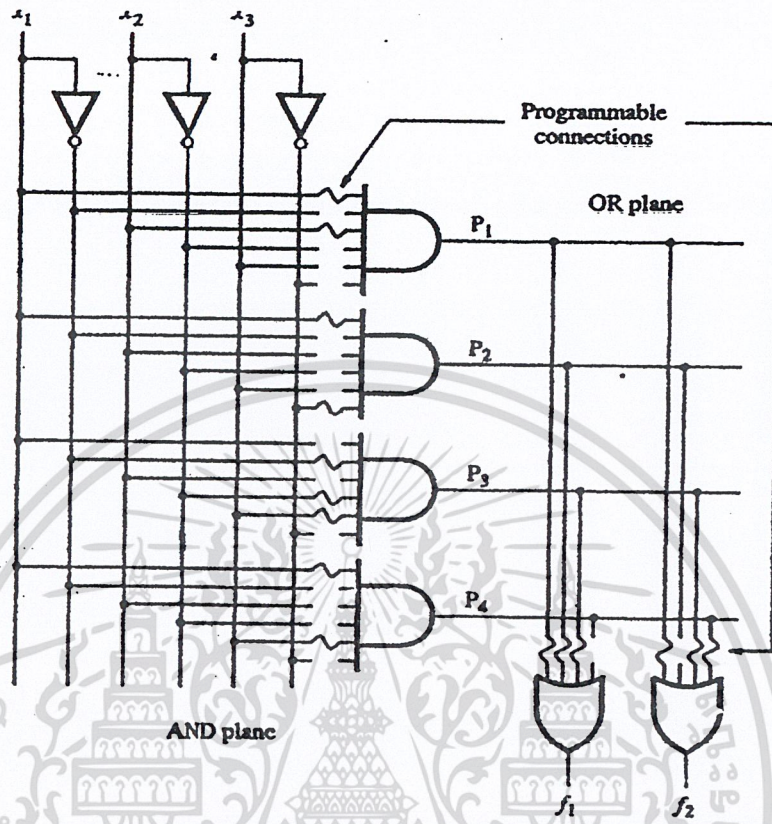 x₁ x₂ x₃
Programmable
connections
OR plane
P₁
P₂
P₃
P₄
AND plane
f₁ f₂